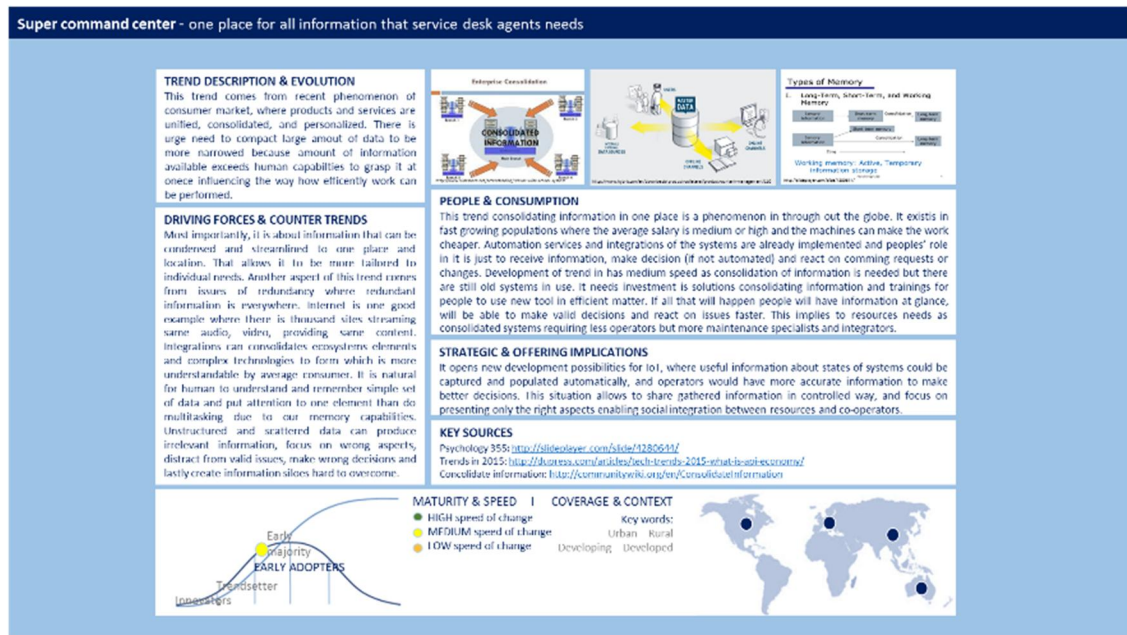 Super command center - one place for all information that service desk agents needs
TREND DESCRIPTION & EVOLUTION
This trend comes from recent phenomenon of
consumer market, where products and services are
unified, consolidated, and personalized. There is
urge need to compact large amout of data to be
more narrowed because amount of information
available exceeds human capabilties to grasp it at
onece influencing the way how efficently work can
be performed.
DRIVING FORCES & COUNTER TRENDS
Most importantly, it is about information that can be
condensed and streamlined to one place and
location. That allows it to be more tailored to
individual needs. Another aspect of this trend comes
from issues of redundancy where redundant
information is everywhere. Internet is one good
example where there is thousand sites streaming
same audio, video, providing same content.
Integrations can consolidates ecosystems elements
and complex technologies to form which is more
understandable by average consumer. It is natural
for human to understand and remember simple set
of data and put attention to one element than do
multitasking due to our memory capabilities.
Unstructured and scattered data can produce
irrelevant information, focus on wrong aspects,
distract from valid issues, make wrong decisions and
lastly create information siloes hard to overcome.
Enterprise Consolidation
CONSOLIDATED
INFORMATION
MASTER
DATA
Types of Memory
1. Long-Term, Short-Term, and Working
Memory
Working memory: Active, Temporary
information storage
PEOPLE & CONSUMPTION
This trend consolidating information in one place is a phenomenon in through out the globe. It existis in
fast growing populations where the average salary is medium or high and the machines can make the work
cheaper. Automation services and integrations of the systems are already implemented and peoples' role
in it is just to receive information, make decision (if not automated) and react on comming requests or
changes. Development of trend in has medium speed as consolidation of information is needed but there
are still old systems in use. It needs investment is solutions consolidating information and trainings for
people to use new tool in efficient matter. If all that will happen people will have information at glance,
will be able to make valid decisions and react on issues faster. This implies to resources needs as
consolidated systems requiring less operators but more maintenance specialists and integrators.
STRATEGIC & OFFERING IMPLICATIONS
It opens new development possibilities for IoT, where useful information about states of systems could be
captured and populated automatically, and operators would have more accurate information to make
better decisions. This situation allows to share gathered information in controlled way, and focus on
presenting only the right aspects enabling social integration between resources and co-operators.
KEY SOURCES
Psychology 355: http://slideplayer.com/slide/4280644/
Trends in 2015: http://dupress.com/articles/tech-trends-2015-what-is-api-economy/
Concolidate information: http://communitywiki.org/en/ConsolidateInformation
Early
majority
EARLY ADOPTERS
Trendsetter
Innovators
MATURITY & SPEED | COVERAGE & CONTEXT
HIGH speed of change
MEDIUM speed of change
LOW speed of change
Key words:
Urban Rural
Developing Developed